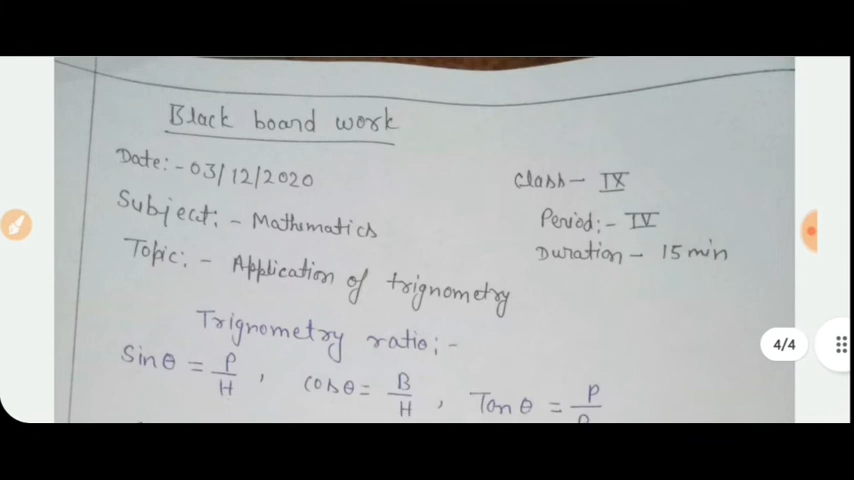 Black board work
Date:- 03/12/2020
Class- IX
Subject:- Mathematics
Period:- IV
Topic:- Application of trignometry
Duration- 15 min
Trignometry ratio:-
Sinθ = P/H , cosθ = B/H , Tanθ = P/
4/4